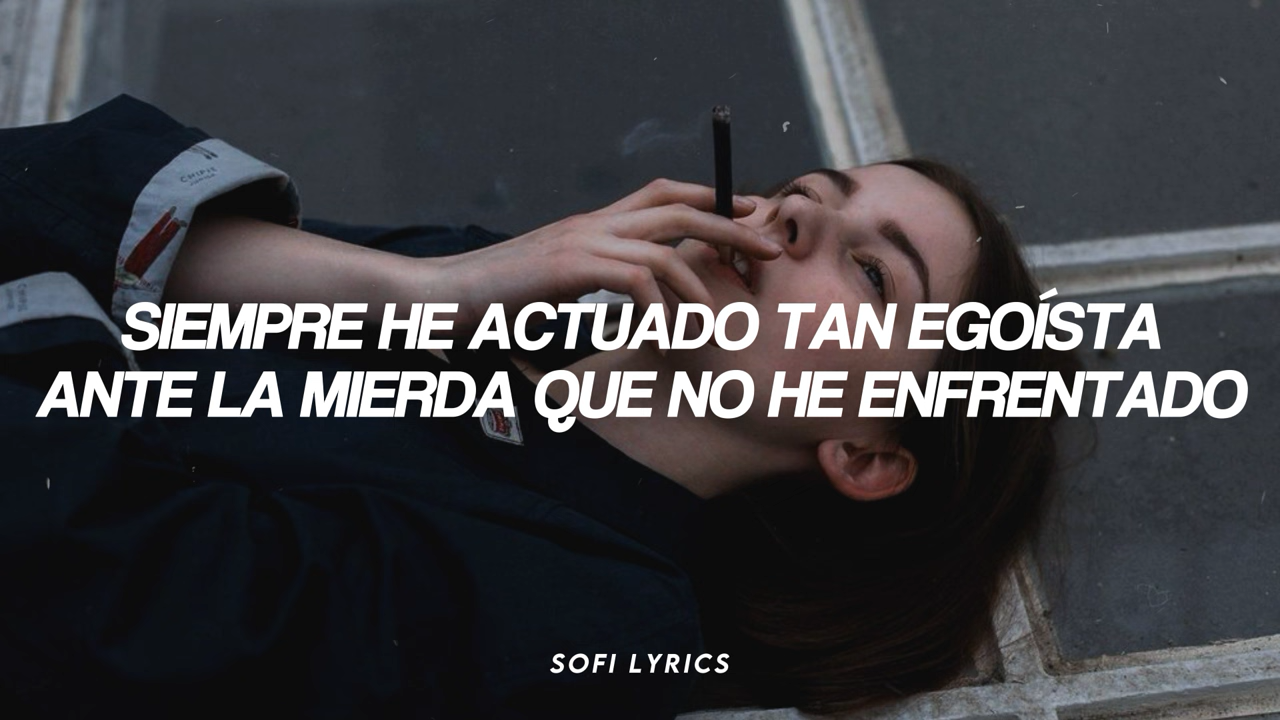 SIEMPRE HE ACTUADO TAN EGOÍSTA
ANTE LA MIERDA QUE NO HE ENFRENTADO
SOFI LYRICS